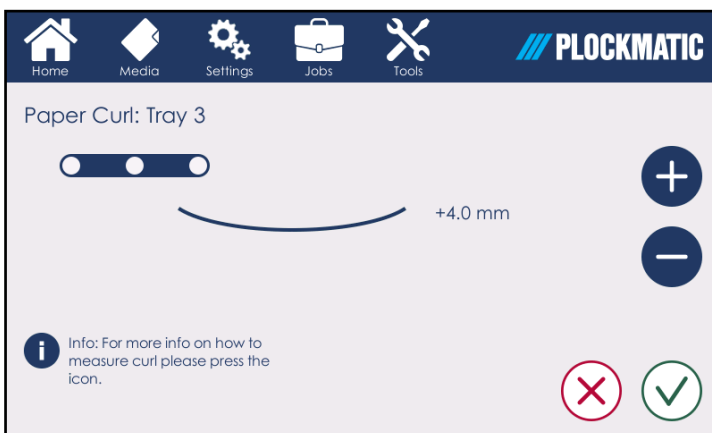 Home Media Settings Jobs Tools PLOCKMATIC
Paper Curl: Tray 3
+4.0 mm
i
Info: For more info on how to
measure curl please press the
icon.